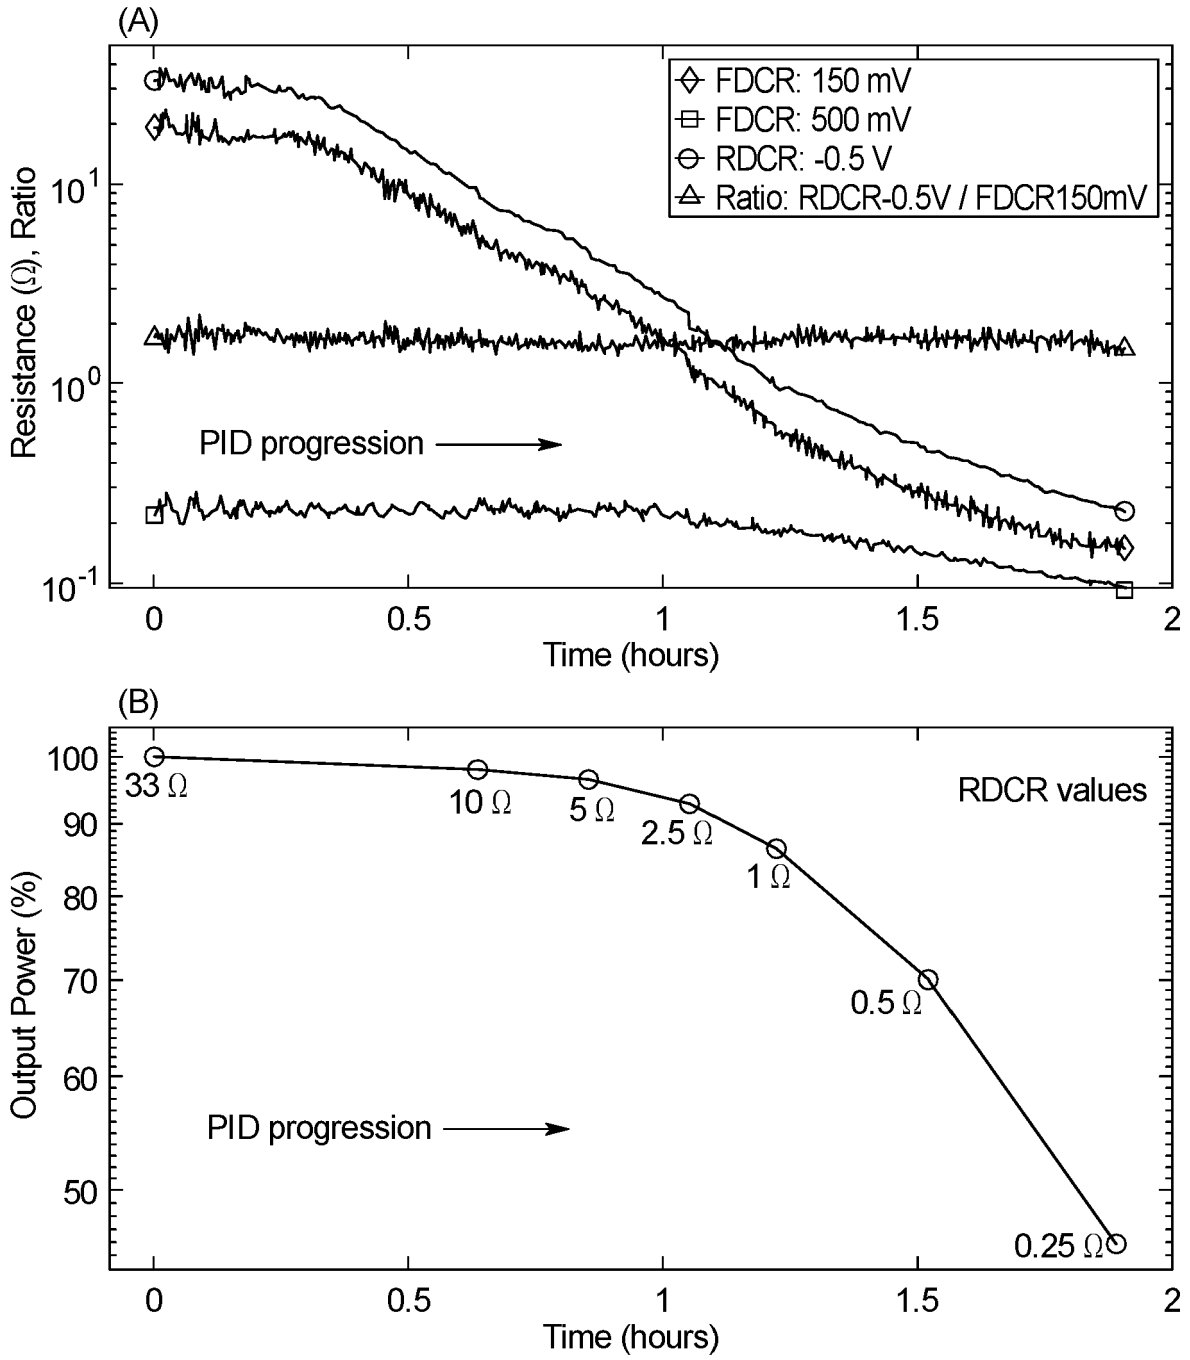 (A)
FDCR: 150 mV
FDCR: 500 mV
RDCR: -0.5 V
Ratio: RDCR-0.5V / FDCR150mV
Resistance (Ω), Ratio
10^1
10^0
10^-1
PID progression
0 0.5 1 1.5 2
Time (hours)
(B)
Output Power (%)
100
90
80
70
60
50
33 Ω
10 Ω
5 Ω
2.5 Ω
1 Ω
0.5 Ω
0.25 Ω
RDCR values
PID progression
0 0.5 1 1.5 2
Time (hours)